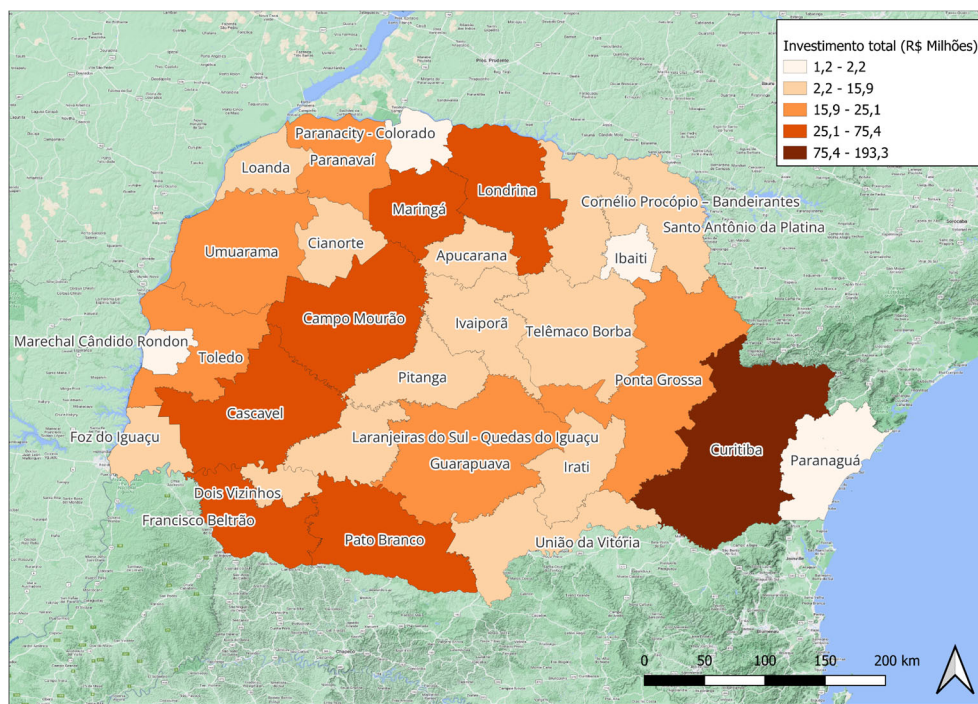 Investimento total (R$ Milhões)
1,2 - 2,2
2,2 - 15,9
15,9 - 25,1
25,1 - 75,4
75,4 - 193,3
Paranacity - Colorado
Loanda
Paranavaí
Londrina
Maringá
Cornélio Procópio – Bandeirantes
Santo Antônio da Platina
Umuarama
Cianorte
Apucarana
Ibaiti
Campo Mourão
Ivaiporã
Telêmaco Borba
Marechal Cândido Rondon
Toledo
Pitanga
Ponta Grossa
Cascavel
Foz do Iguaçu
Laranjeiras do Sul - Quedas do Iguaçu
Guarapuava
Irati
Curitiba
Paranaguá
Dois Vizinhos
Francisco Beltrão
Pato Branco
União da Vitória
0 50 100 150 200 km